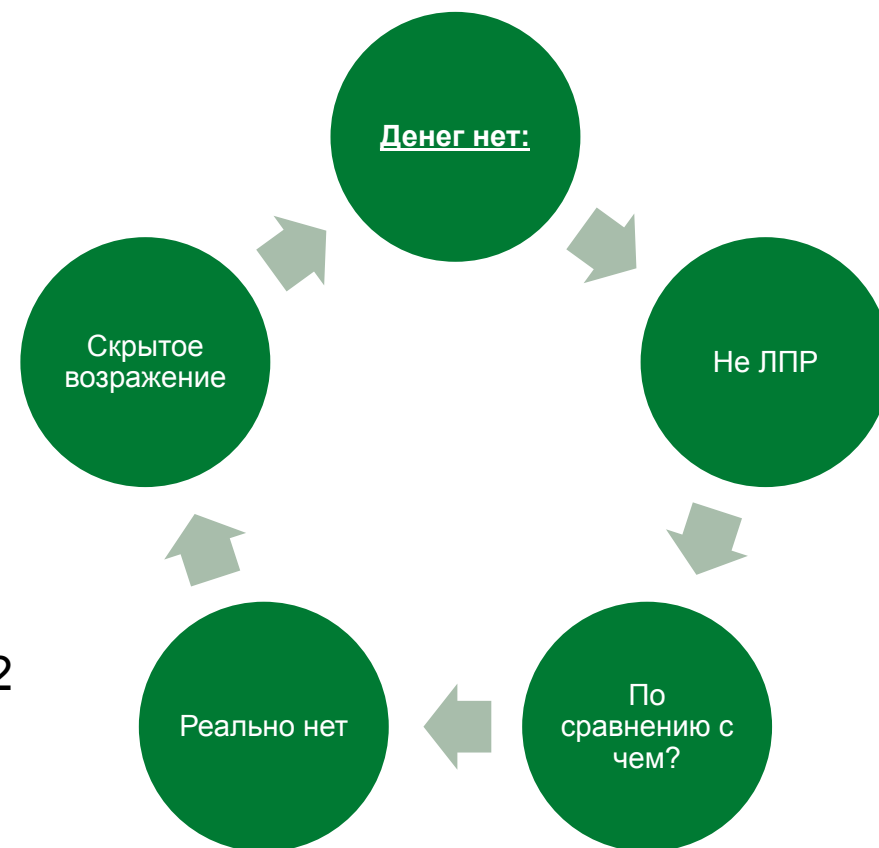 Денег нет:
Скрытое
возражение
Не ЛПР
2
Реально нет
По
сравнению с
чем?